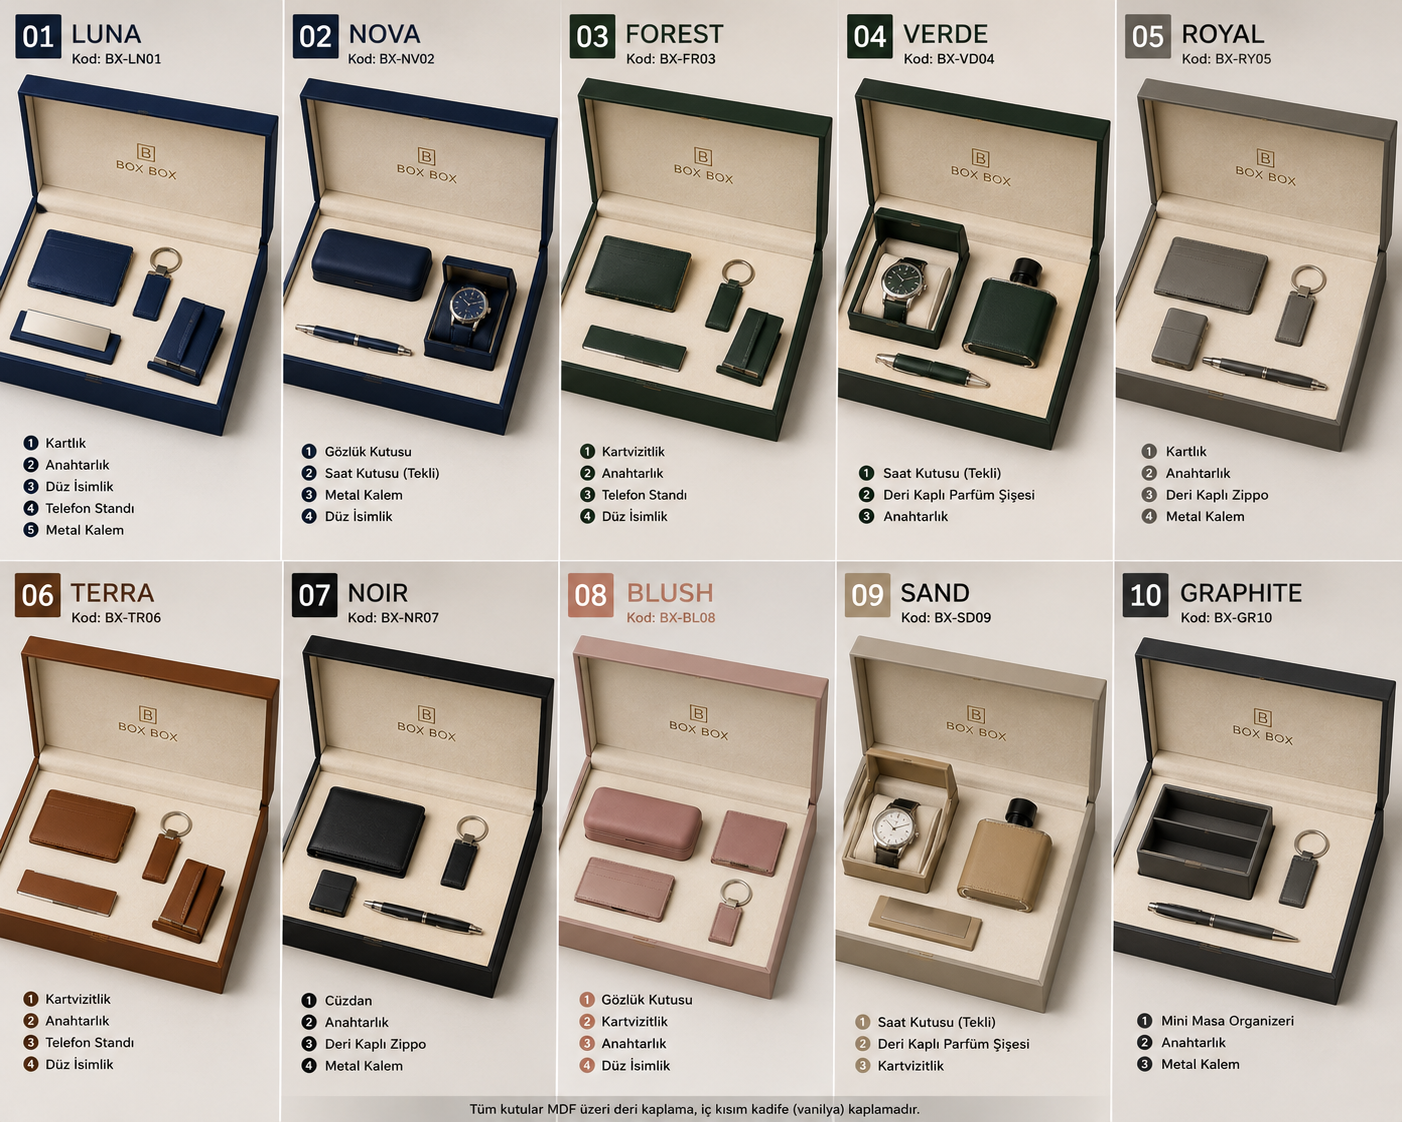 01 LUNA
Kod: BX-LN01
B
BOX BOX
1 Kartlık
2 Anahtarlık
3 Düz İsimlik
4 Telefon Standı
5 Metal Kalem
02 NOVA
Kod: BX-NV02
B
BOX BOX
1 Gözlük Kutusu
2 Saat Kutusu (Tekli)
3 Metal Kalem
4 Düz İsimlik
03 FOREST
Kod: BX-FR03
B
BOX BOX
1 Kartvizitlik
2 Anahtarlık
3 Telefon Standı
4 Düz İsimlik
04 VERDE
Kod: BX-VD04
B
BOX BOX
1 Saat Kutusu (Tekli)
2 Deri Kaplı Parfüm Şişesi
3 Anahtarlık
05 ROYAL
Kod: BX-RY05
B
BOX BOX
1 Kartlık
2 Anahtarlık
3 Deri Kaplı Zippo
4 Metal Kalem
06 TERRA
Kod: BX-TR06
B
BOX BOX
1 Kartvizitlik
2 Anahtarlık
3 Telefon Standı
4 Düz İsimlik
07 NOIR
Kod: BX-NR07
B
BOX BOX
1 Cüzdan
2 Anahtarlık
3 Deri Kaplı Zippo
4 Metal Kalem
08 BLUSH
Kod: BX-BL08
B
BOX BOX
1 Gözlük Kutusu
2 Kartvizitlik
3 Anahtarlık
4 Düz İsimlik
09 SAND
Kod: BX-SD09
B
BOX BOX
1 Saat Kutusu (Tekli)
2 Deri Kaplı Parfüm Şişesi
3 Kartvizitlik
10 GRAPHITE
Kod: BX-GR10
B
BOX BOX
1 Mini Masa Organizeri
2 Anahtarlık
3 Metal Kalem
Tüm kutular MDF üzeri deri kaplama, iç kısım kadife (vanilya) kaplamadır.